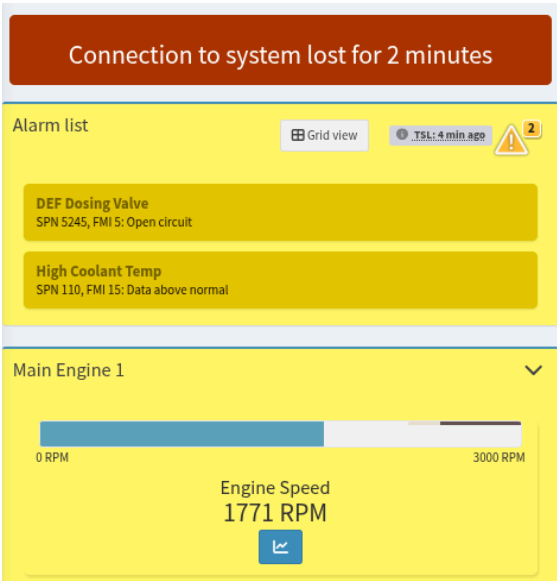 Connection to system lost for 2 minutes
Alarm list
Grid view
TSL: 4 min ago
2
DEF Dosing Valve
SPN 5245, FMI 5: Open circuit
High Coolant Temp
SPN 110, FMI 15: Data above normal
Main Engine 1
0 RPM
3000 RPM
Engine Speed
1771 RPM